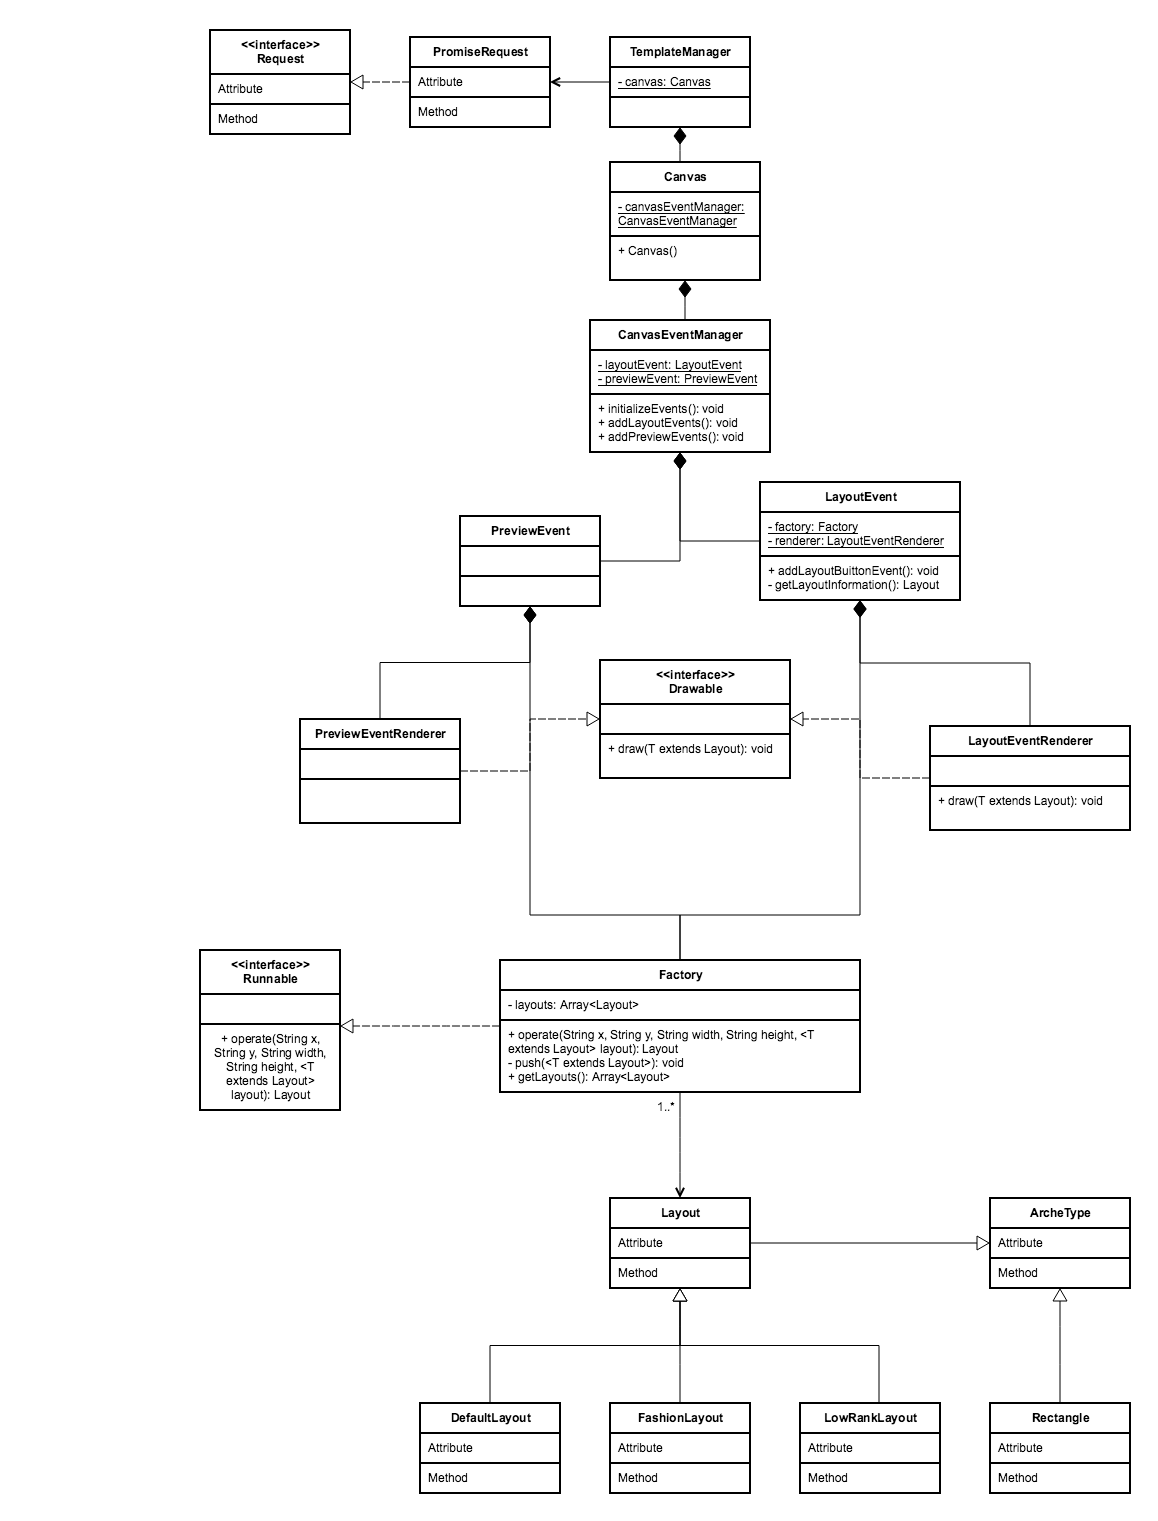 <<interface>>
Request
Attribute
Method
PromiseRequest
Attribute
Method
TemplateManager
- canvas: Canvas
Canvas
- canvasEventManager:
CanvasEventManager
+ Canvas()
CanvasEventManager
- layoutEvent: LayoutEvent
- previewEvent: PreviewEvent
+ initializeEvents(): void
+ addLayoutEvents(): void
+ addPreviewEvents(): void
PreviewEvent
LayoutEvent
- factory: Factory
- renderer: LayoutEventRenderer
+ addLayoutBuittonEvent(): void
- getLayoutInformation(): Layout
<<interface>>
Drawable
+ draw(T extends Layout): void
PreviewEventRenderer
LayoutEventRenderer
+ draw(T extends Layout): void
<<interface>>
Runnable
+ operate(String x,
String y, String width,
String height, <T
extends Layout>
layout): Layout
Factory
- layouts: Array<Layout>
+ operate(String x, String y, String width, String height, <T
extends Layout> layout): Layout
- push(<T extends Layout>): void
+ getLayouts(): Array<Layout>
1..*
Layout
Attribute
Method
ArcheType
Attribute
Method
DefaultLayout
Attribute
Method
FashionLayout
Attribute
Method
LowRankLayout
Attribute
Method
Rectangle
Attribute
Method